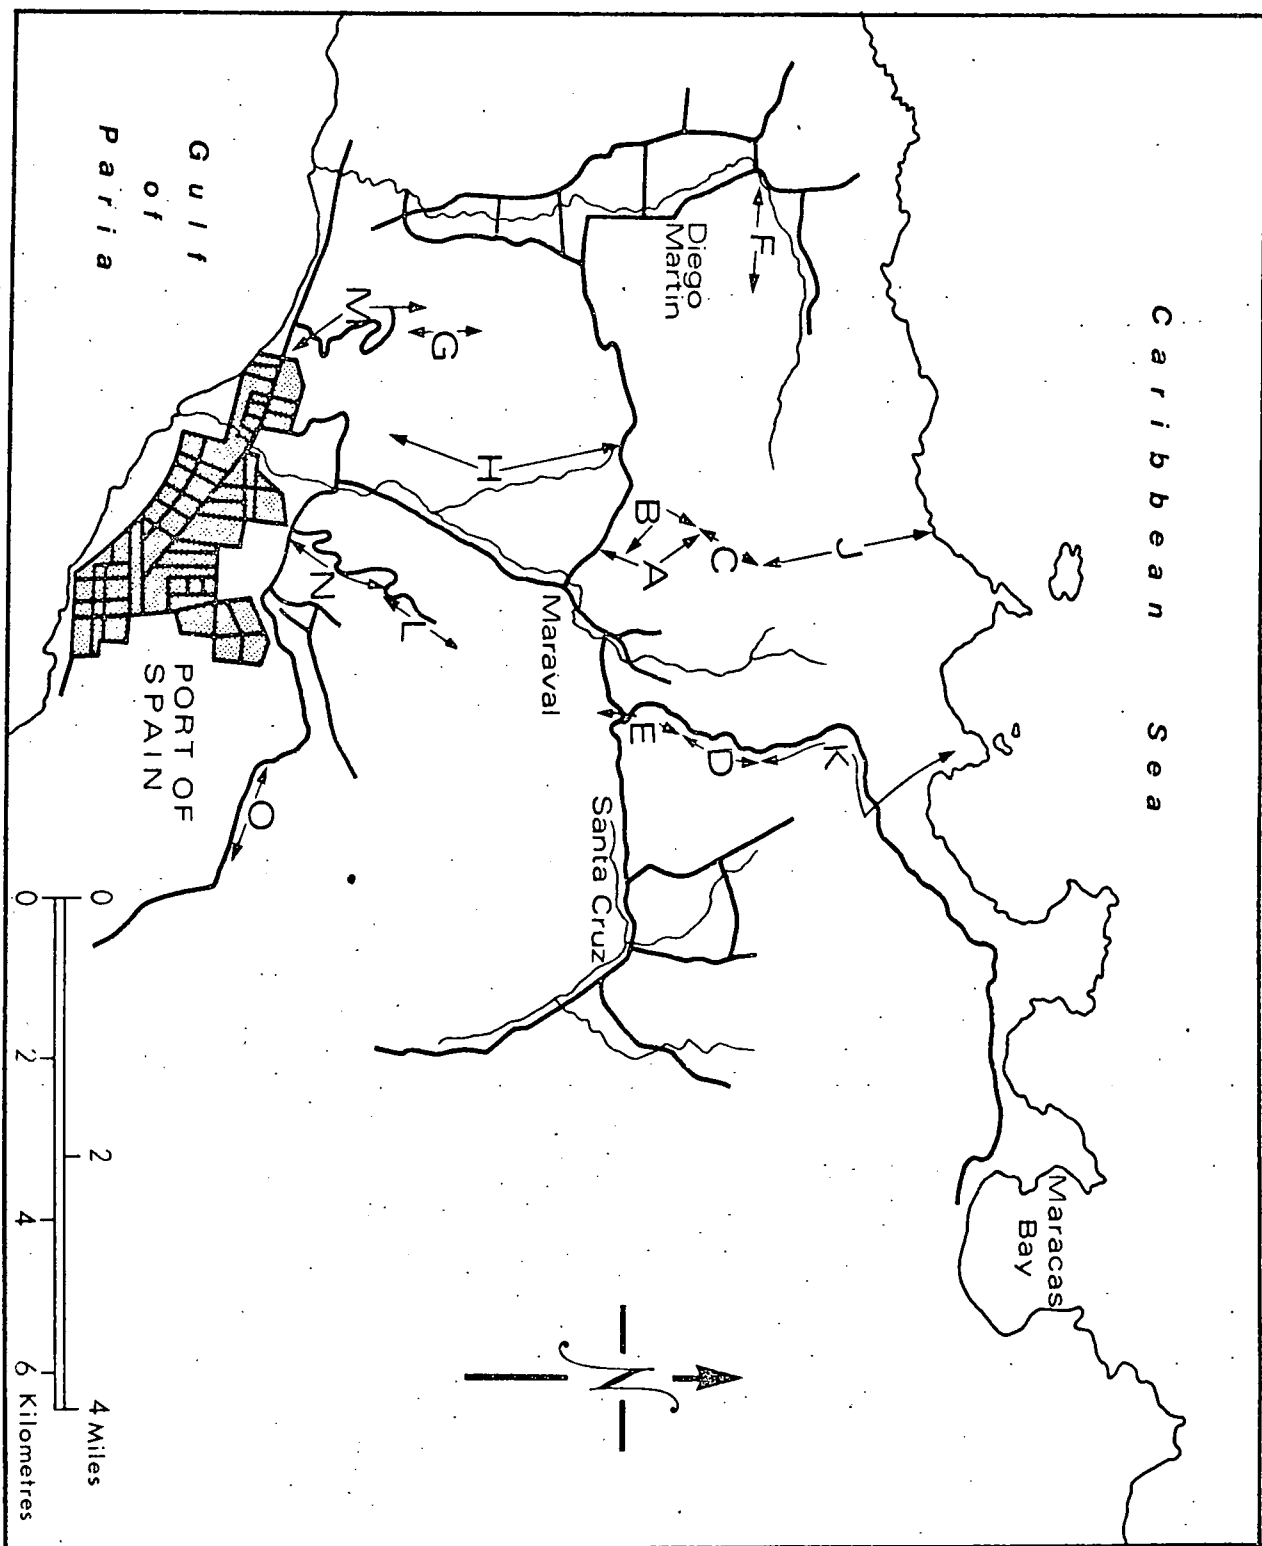 Caribbean Sea
Maracas
Bay
J
K
F
Diego
Martin
C
B
A
D
E
Maraval
Santa Cruz
H
G
M
L
N
O
Gulf
of
Paria
PORT OF
SPAIN
N
0 2 4 Miles
0 2 4 6 Kilometres